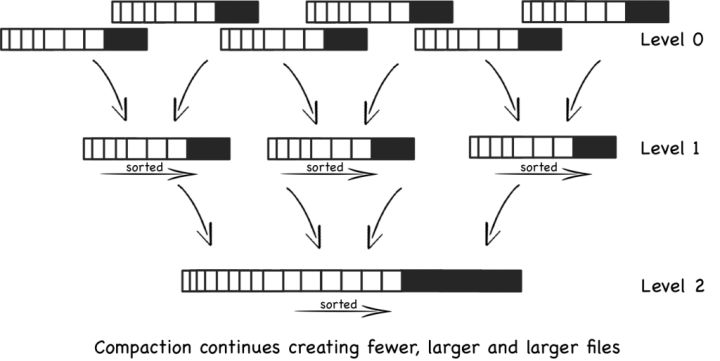 Level 0
Level 1
sorted
sorted
sorted
Level 2
sorted
Compaction continues creating fewer, larger and larger files